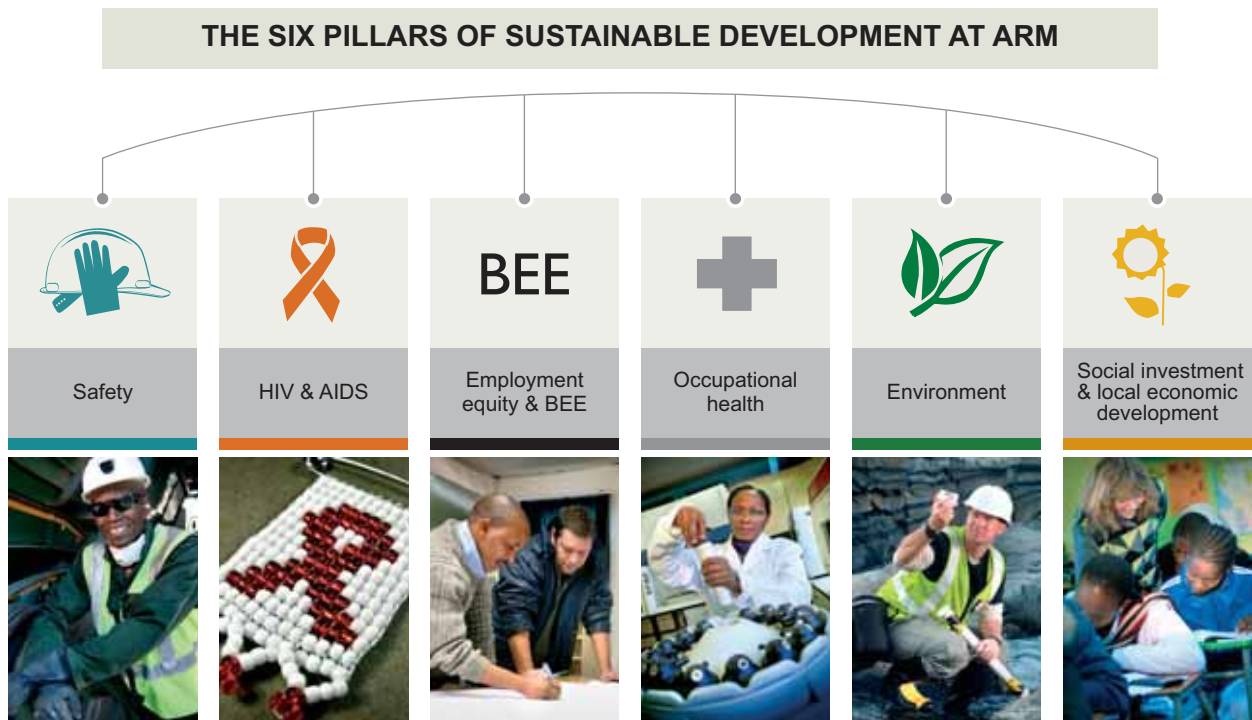 THE SIX PILLARS OF SUSTAINABLE DEVELOPMENT AT ARM
BEE
Safety
HIV & AIDS
Employment
equity & BEE
Occupational
health
Environment
Social investment
& local economic
development